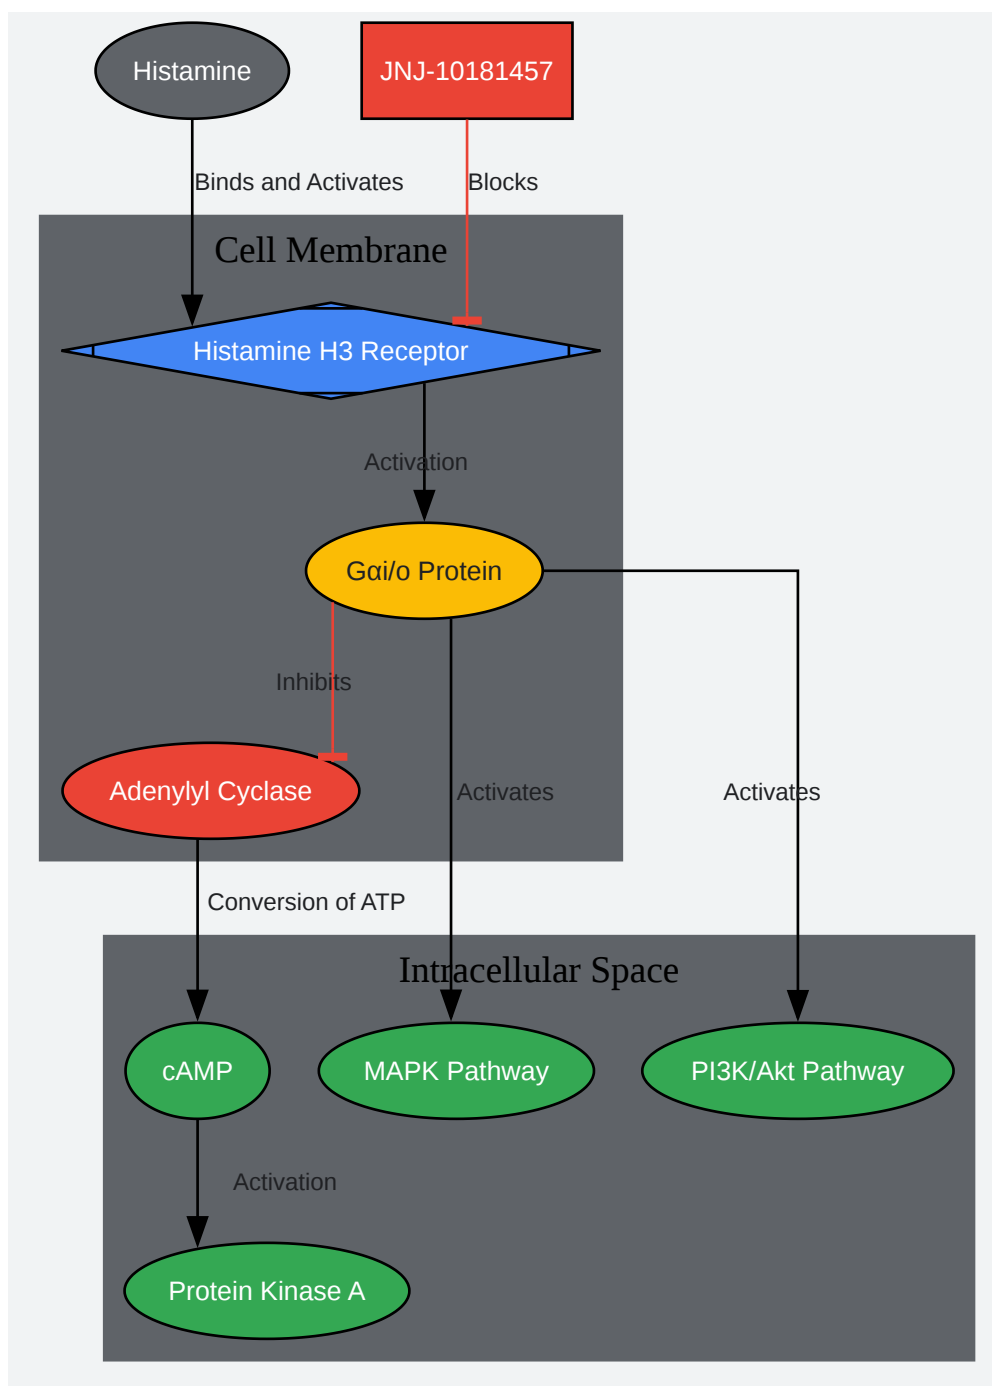 Histamine
JNJ-10181457
Binds and Activates
Blocks
Cell Membrane
Histamine H3 Receptor
Activation
Gαi/o Protein
Inhibits
Adenylyl Cyclase
Activates
Activates
Conversion of ATP
Intracellular Space
cAMP
MAPK Pathway
PI3K/Akt Pathway
Activation
Protein Kinase A